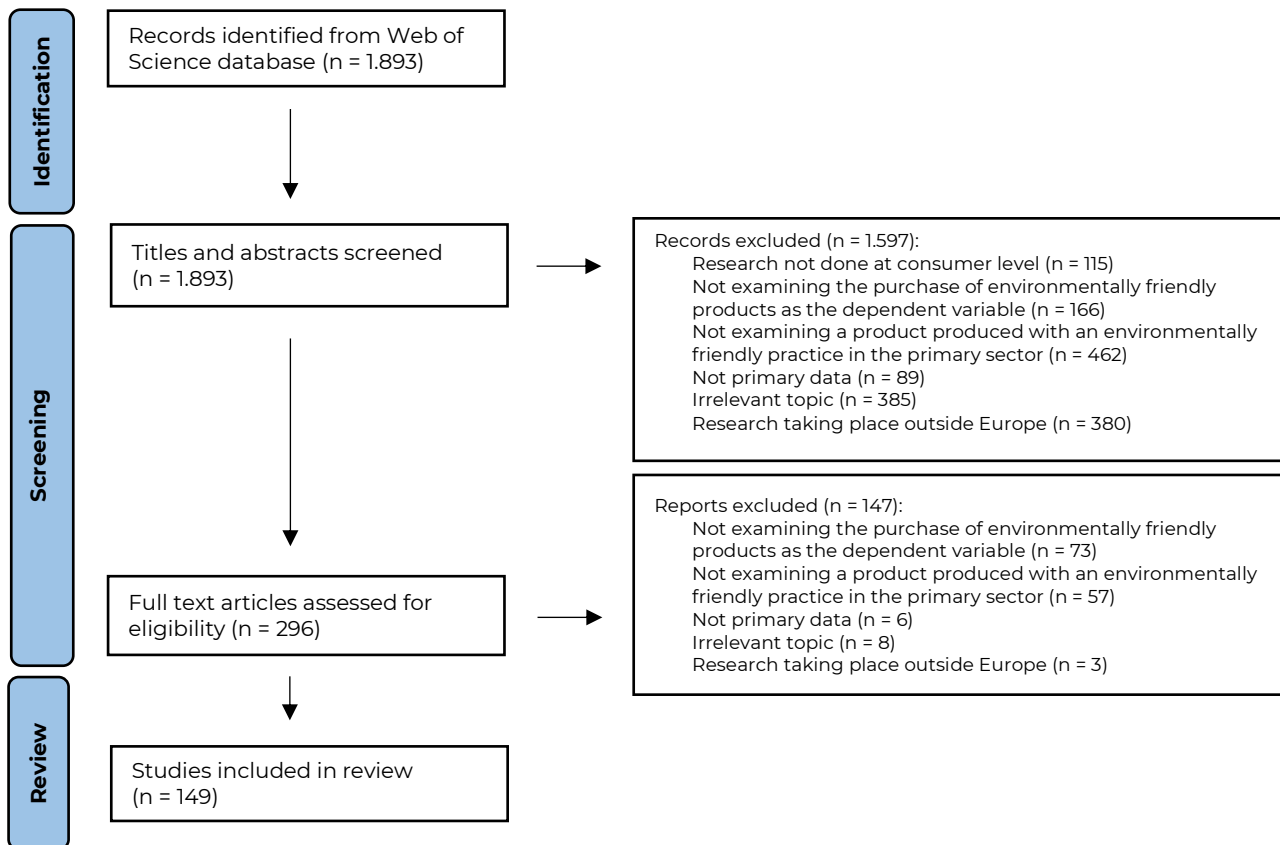 Identification
Records identified from Web of
Science database (n = 1.893)
Screening
Titles and abstracts screened
(n = 1.893)
Records excluded (n = 1.597):
Research not done at consumer level (n = 115)
Not examining the purchase of environmentally friendly
products as the dependent variable (n = 166)
Not examining a product produced with an environmentally
friendly practice in the primary sector (n = 462)
Not primary data (n = 89)
Irrelevant topic (n = 385)
Research taking place outside Europe (n = 380)
Full text articles assessed for
eligibility (n = 296)
Reports excluded (n = 147):
Not examining the purchase of environmentally friendly
products as the dependent variable (n = 73)
Not examining a product produced with an environmentally
friendly practice in the primary sector (n = 57)
Not primary data (n = 6)
Irrelevant topic (n = 8)
Research taking place outside Europe (n = 3)
Review
Studies included in review
(n = 149)